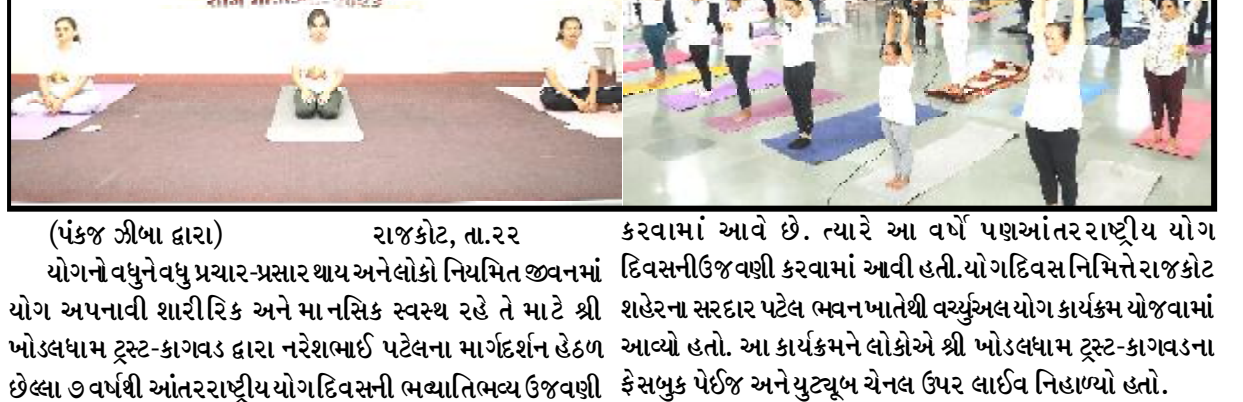 (પંકજ ઝીબા દ્વારા) રાજકોટ, તા.૨૨
યોગનો વધુને વધુ પ્રચાર-પ્રસાર થાય અને લોકો નિયમિત જીવનમાં
યોગ અપનાવી શારીરિક અને માનસિક સ્વસ્થ રહે તે માટે શ્રી
ખોડલધામ ટ્રસ્ટ-કાગવડ દ્વારા નરેશભાઈ પટેલના માર્ગદર્શન હેઠળ
છેલ્લા ૭ વર્ષથી આંતરરાષ્ટ્રીય યોગ દિવસની ભવ્યાતિભવ્ય ઉજવણી
કરવામાં આવે છે. ત્યારે આ વર્ષે પણઆંતરરાષ્ટ્રીય યોગ
દિવસનીઉજવણી કરવામાં આવી હતી.યોગદિવસ નિમિત્તે રાજકોટ
શહેરના સરદાર પટેલ ભવન ખાતેથી વર્ચ્યુઅલ યોગ કાર્યક્રમ યોજવામાં
આવ્યો હતો. આ કાર્યક્રમને લોકોએ શ્રી ખોડલધામ ટ્રસ્ટ-કાગવડના
ફેસબુક પેઈજ અને યુટ્યૂબ ચેનલ ઉપર લાઈવ નિહાળ્યો હતો.